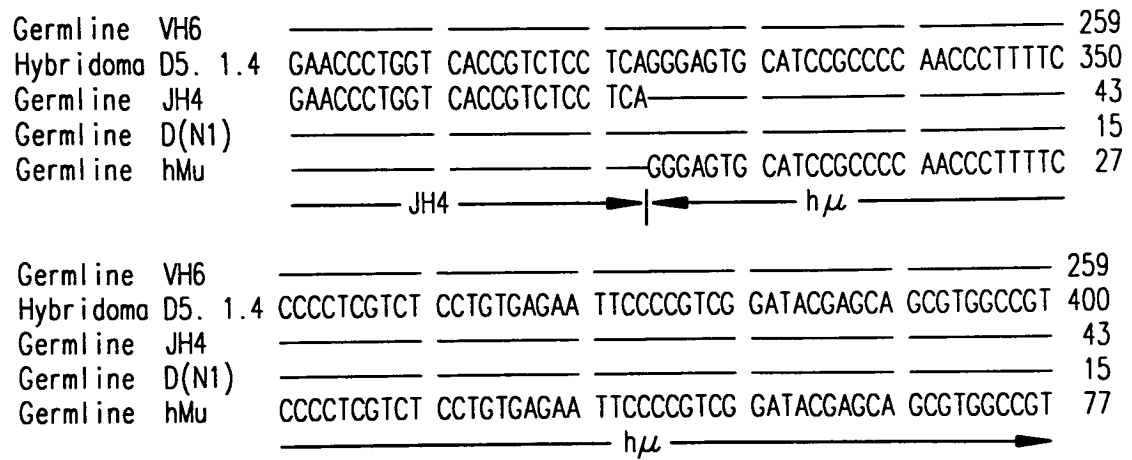 Germline VH6 259
Hybridoma D5. 1.4 GAACCCTGGT CACCGTCTCC TCAGGGAGTG CATCCGCCCC AACCCTTTTC 350
Germline JH4 GAACCCTGGT CACCGTCTCC TCA 43
Germline D(N1) 15
Germline hMu GGGAGTG CATCCGCCCC AACCCTTTTC 27
JH4 hμ
Germline VH6 259
Hybridoma D5. 1.4 CCCCTCGTCT CCTGTGAGAA TTCCCCGTCG GATACGAGCA GCGTGGCCGT 400
Germline JH4 43
Germline D(N1) 15
Germline hMu CCCCTCGTCT CCTGTGAGAA TTCCCCGTCG GATACGAGCA GCGTGGCCGT 77
hμ